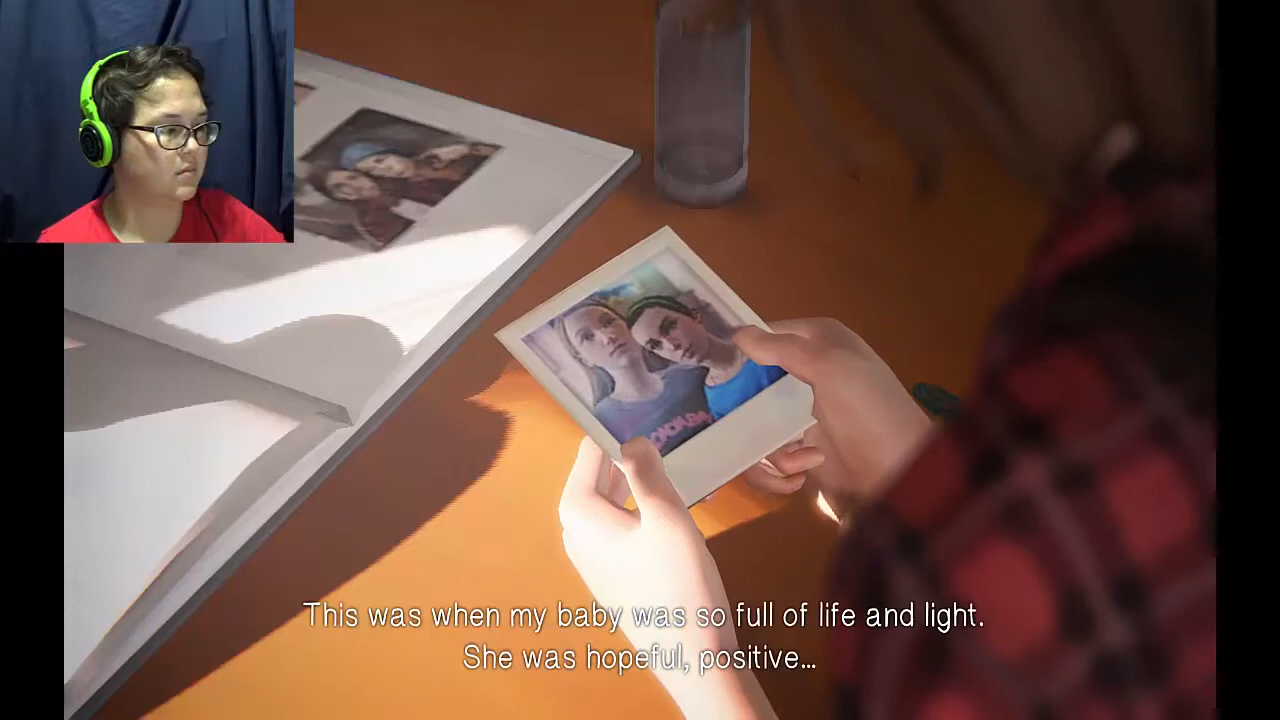 This was when my baby was so full of life and light.
She was hopeful, positive...